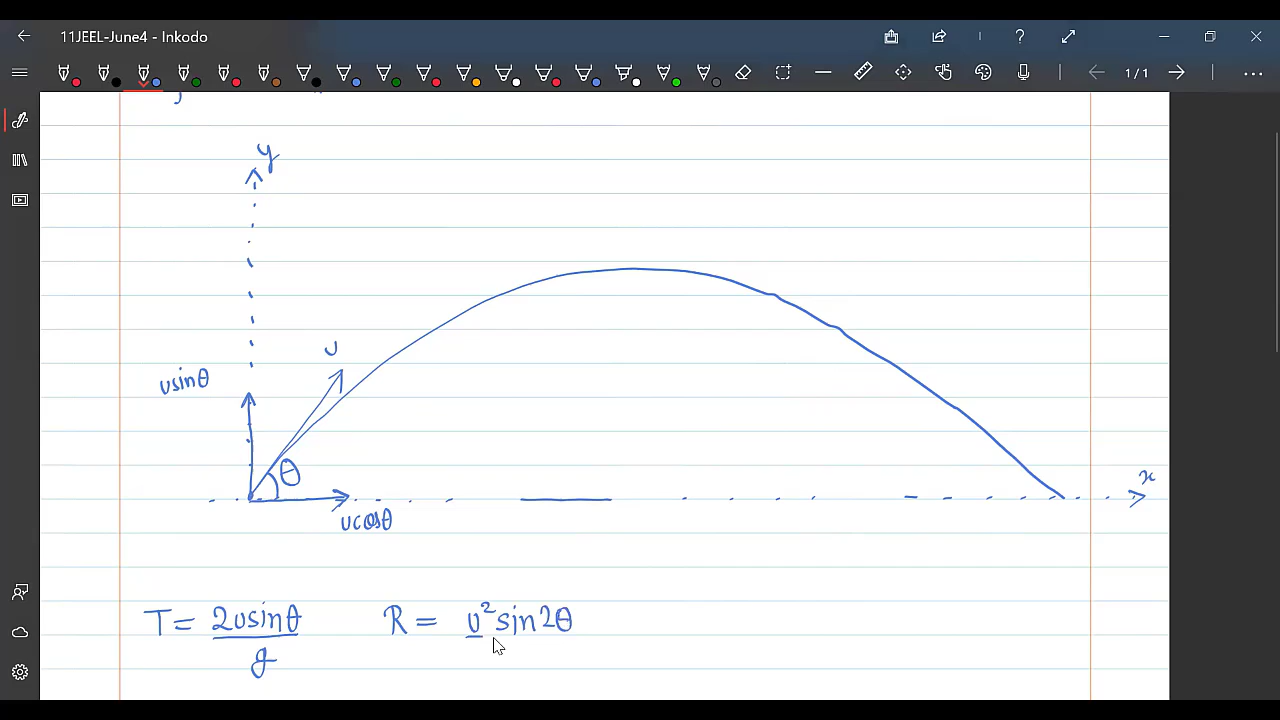 11JEEL-June4 - Inkodo
1/1
y
u
usinθ
θ
x
ucosθ
T = 2usinθ/g R = u²sin2θ